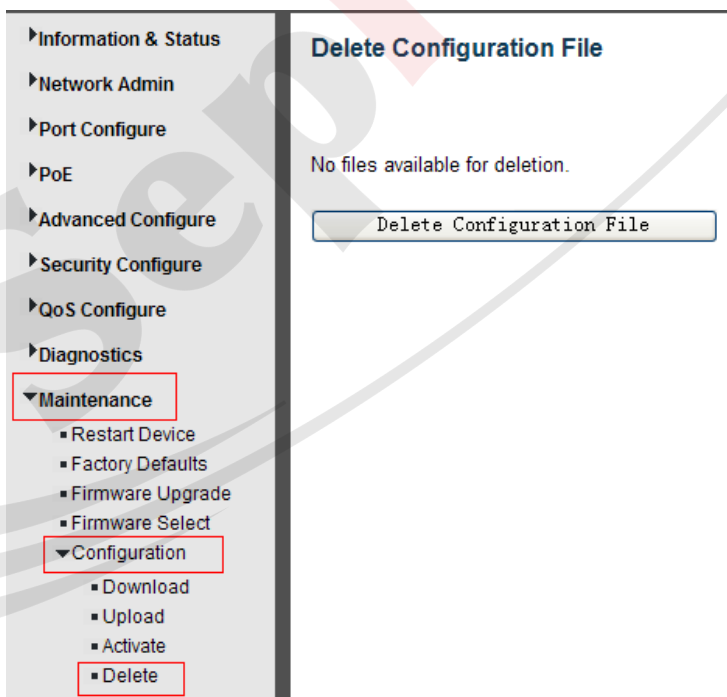 Information & Status
Network Admin
Port Configure
PoE
Advanced Configure
Security Configure
QoS Configure
Diagnostics
Maintenance
Restart Device
Factory Defaults
Firmware Upgrade
Firmware Select
Configuration
Download
Upload
Activate
Delete
Delete Configuration File
No files available for deletion.
Delete Configuration File